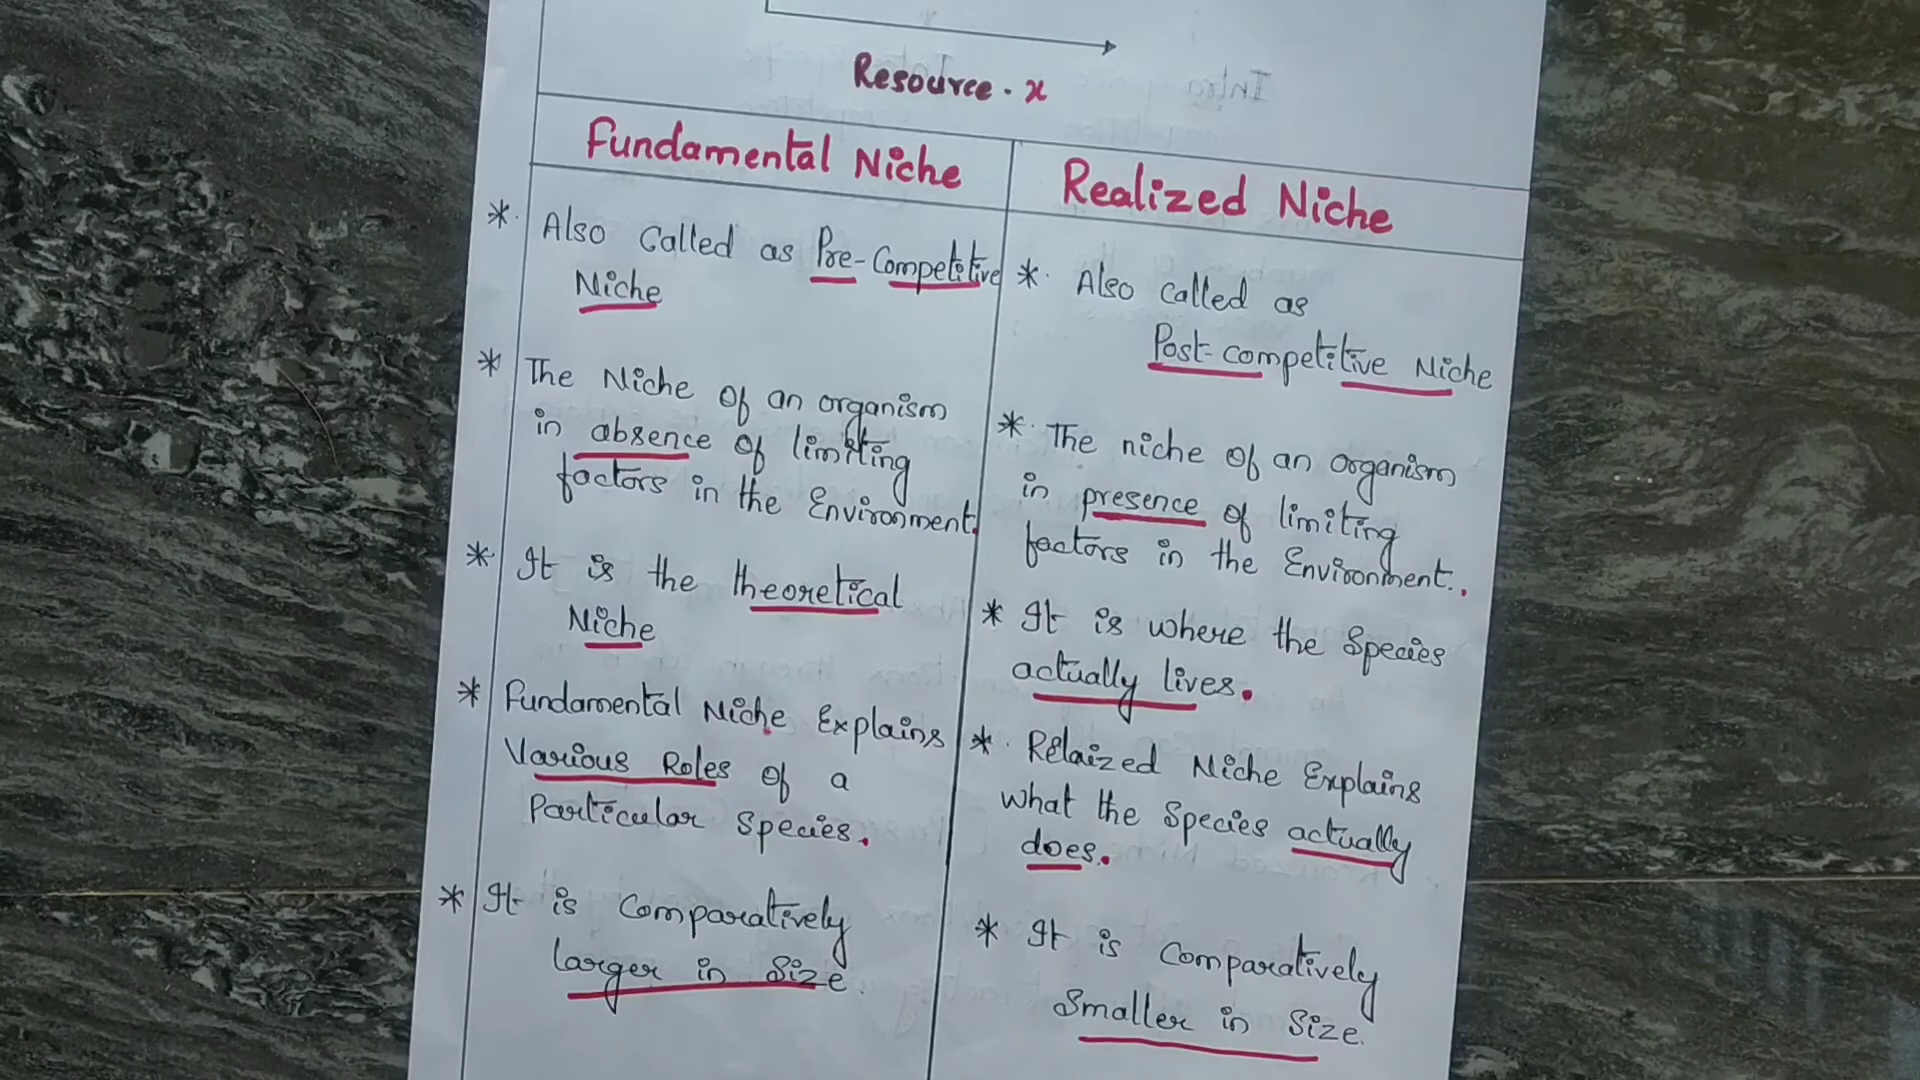 Resource - x
Fundamental Niche
* Also Called as Pre-Competitive
Niche
* The Niche of an organism
in absence of limiting
factors in the Environment.
* It is the theoretical
Niche
* Fundamental Niche Explains
Various Roles of a
Particular Species.
* It is Comparatively
larger in Size.
Realized Niche
* Also Called as
Post-competitive Niche
* The niche of an organism
in presence of limiting
factors in the Environment.
* It is where the Species
actually lives.
* Relaized Niche Explains
what the Species actually
does.
* It is Comparatively
Smaller in Size.
Intra